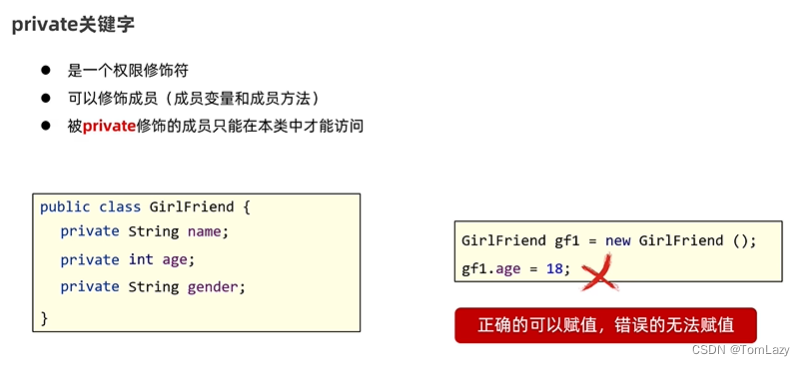 private关键字
● 是一个权限修饰符
● 可以修饰成员（成员变量和成员方法）
● 被private修饰的成员只能在本类中才能访问
public class GirlFriend {
private String name;
private int age;
private String gender;
}
GirlFriend gf1 = new GirlFriend ();
gf1.age = 18;
正确的可以赋值，错误的无法赋值
CSDN @TomLazy